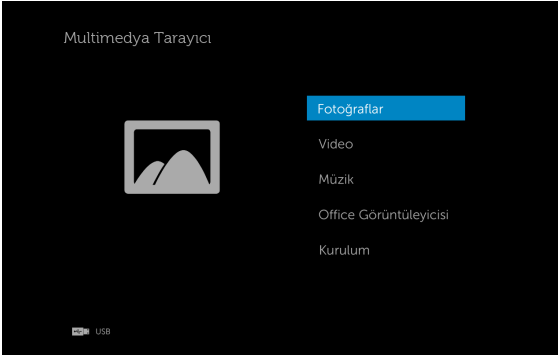 Multimedya Tarayıcı
Fotoğraflar
Video
Müzik
Office Görüntüleyicisi
Kurulum
USB